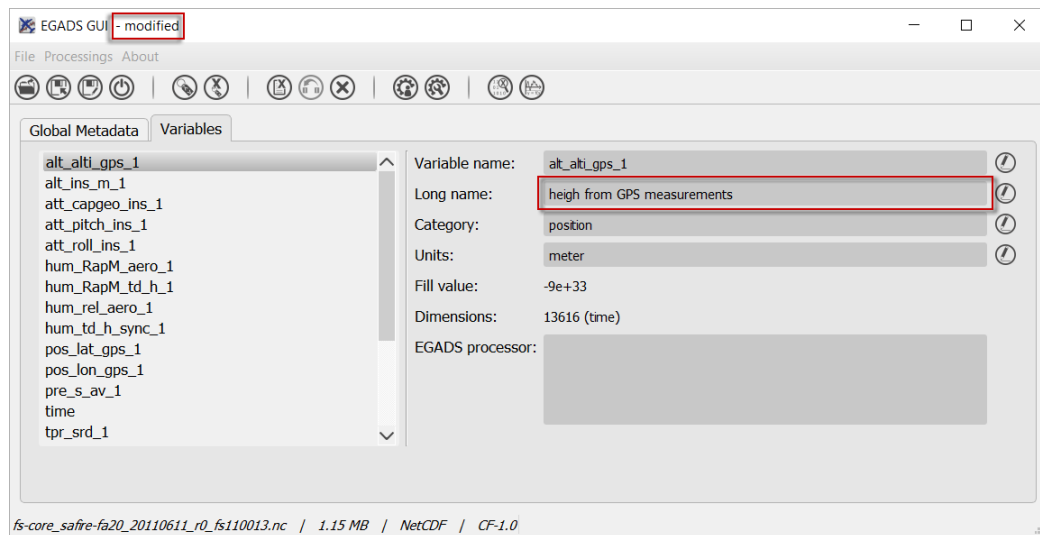 EGADS GUI - modified
File Processings About
Global Metadata Variables
alt_alti_gps_1
alt_ins_m_1
att_capgeo_ins_1
att_pitch_ins_1
att_roll_ins_1
hum_RapM_aero_1
hum_RapM_td_h_1
hum_rel_aero_1
hum_td_h_sync_1
pos_lat_gps_1
pos_lon_gps_1
pre_s_av_1
time
tpr_srd_1
Variable name: alt_alti_gps_1
Long name: heigh from GPS measurements
Category: position
Units: meter
Fill value: -9e+33
Dimensions: 13616 (time)
EGADS processor:
fs-core_safire-fa20_20110611_r0_fs110013.nc | 1.15 MB | NetCDF | CF-1.0